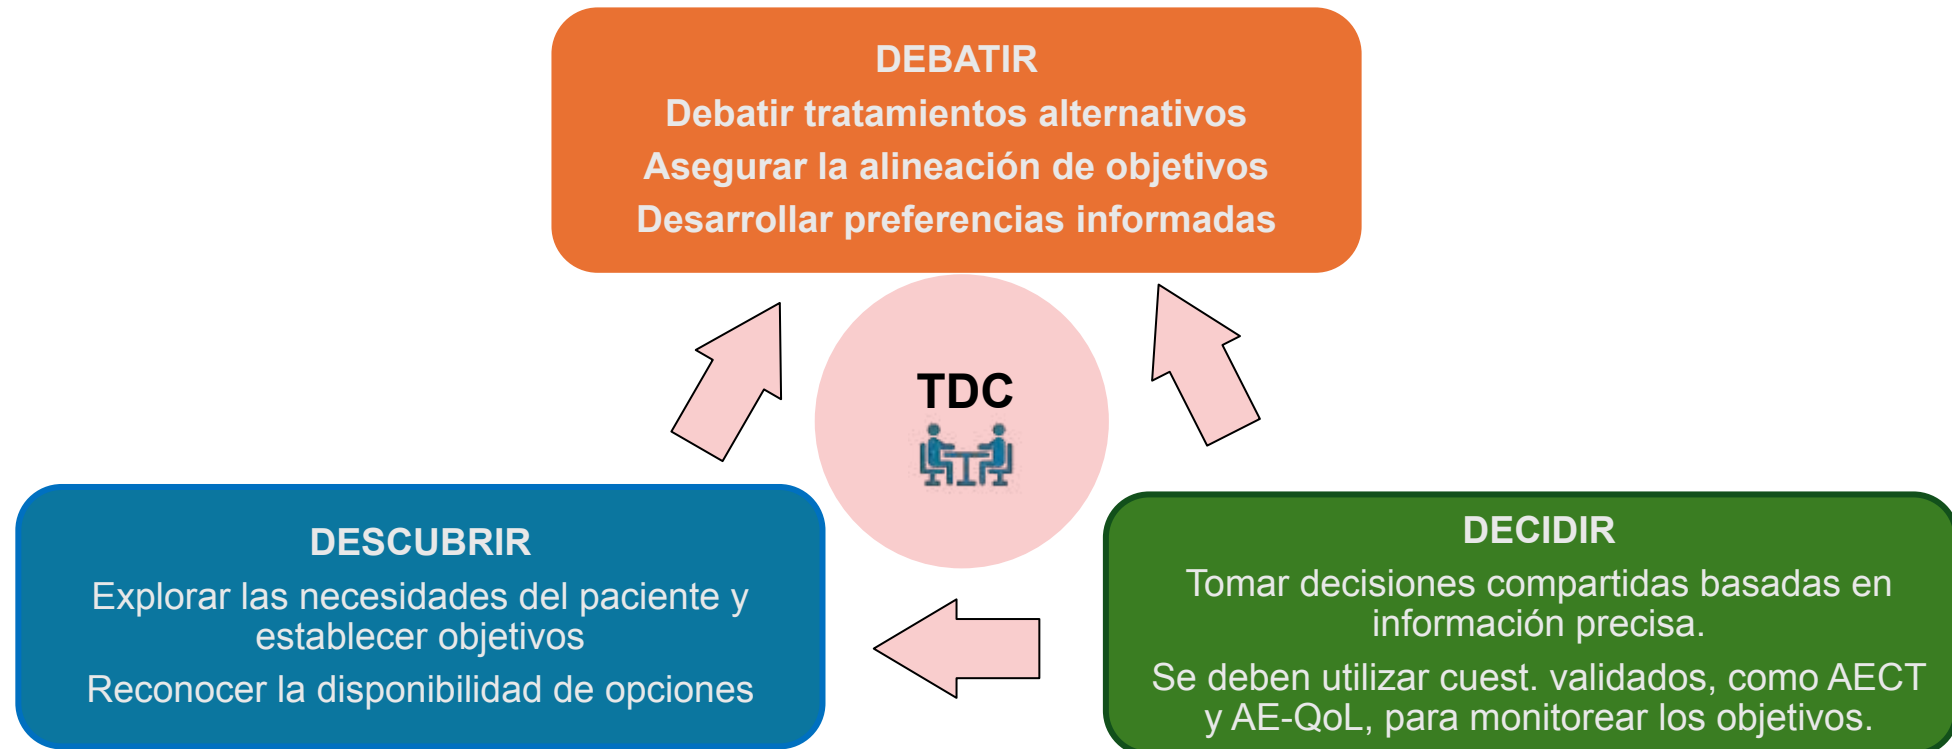 DEBATIR
Debatir tratamientos alternativos
Asegurar la alineación de objetivos
Desarrollar preferencias informadas
TDC
DESCUBRIR
Explorar las necesidades del paciente y
establecer objetivos
Reconocer la disponibilidad de opciones
DECIDIR
Tomar decisiones compartidas basadas en
información precisa.
Se deben utilizar cuest. validados, como AECT
y AE-QoL, para monitorear los objetivos.